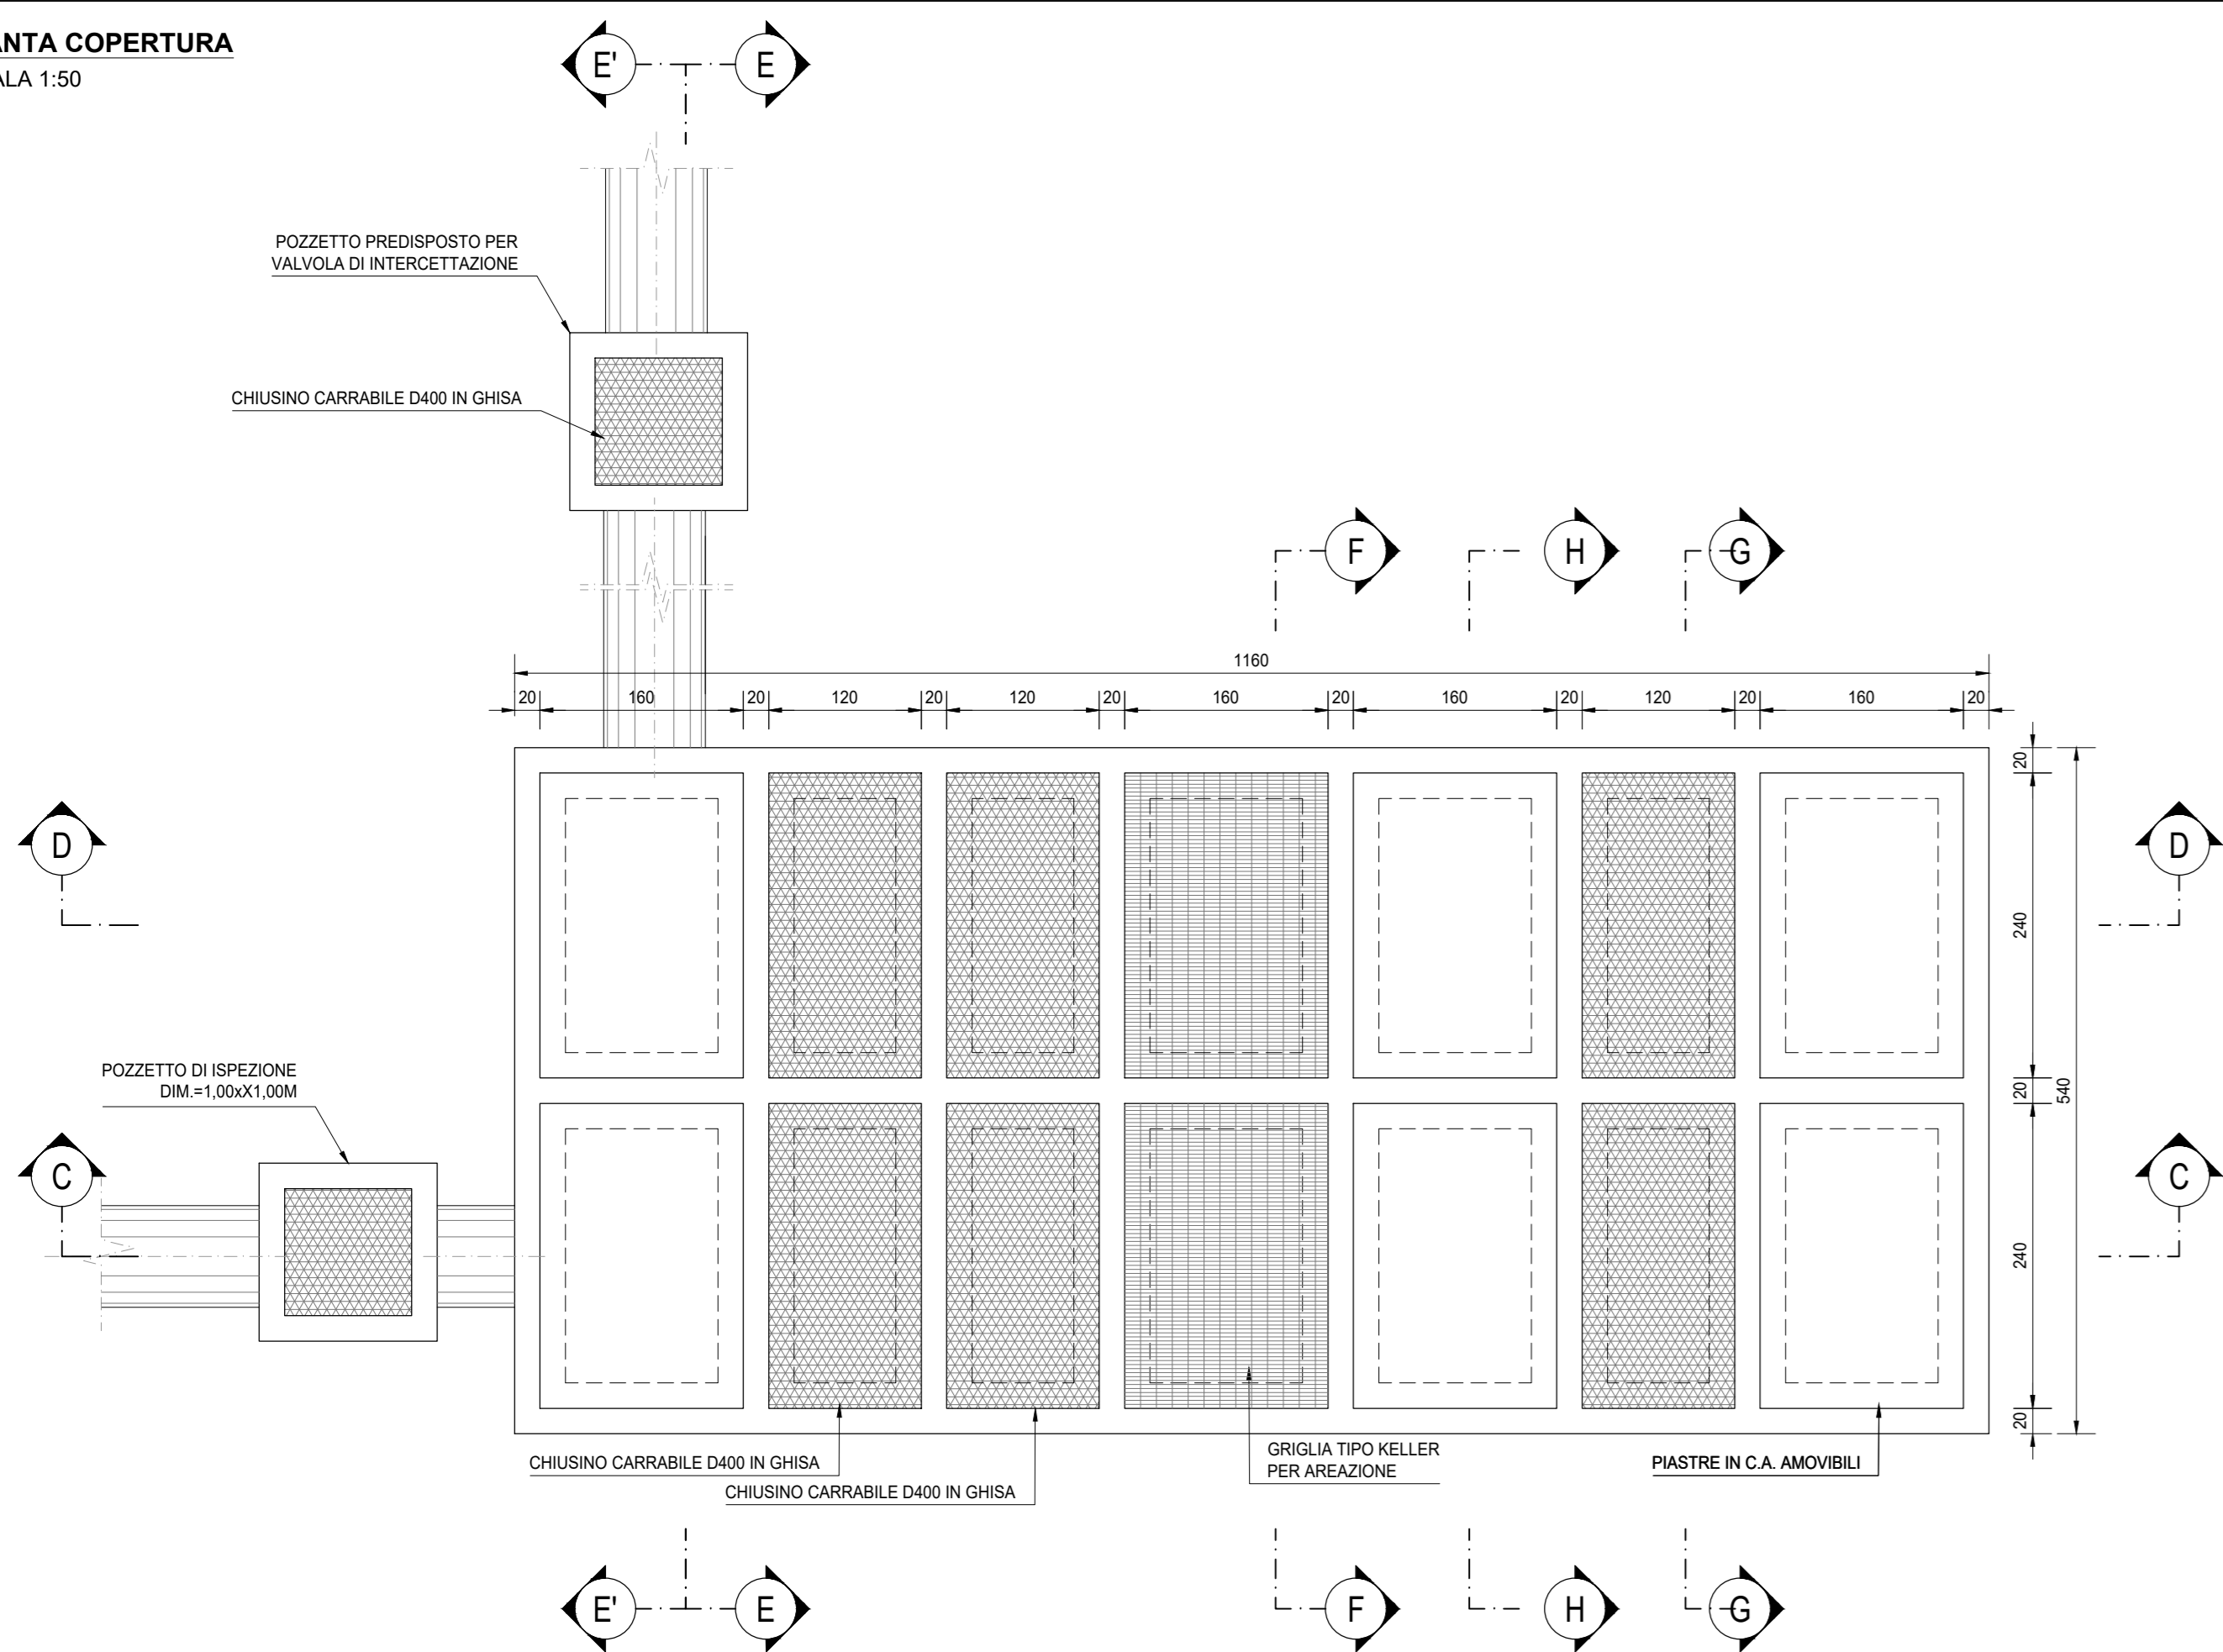 ANTA COPERTURA
ALA 1:50
E'
E
POZZETTO PREDISPOSTO PER
VALVOLA DI INTERCETTAZIONE
CHIUSINO CARRABILE D400 IN GHISA
F
H
G
1160
20
160
20
120
20
120
20
160
20
160
20
120
20
160
20
20
240
20
240
20
540
D
D
POZZETTO DI ISPEZIONE
DIM.=1,00xX1,00M
C
C
CHIUSINO CARRABILE D400 IN GHISA
CHIUSINO CARRABILE D400 IN GHISA
GRIGLIA TIPO KELLER
PER AREAZIONE
PIASTRE IN C.A. AMOVIBILI
E'
E
F
H
G